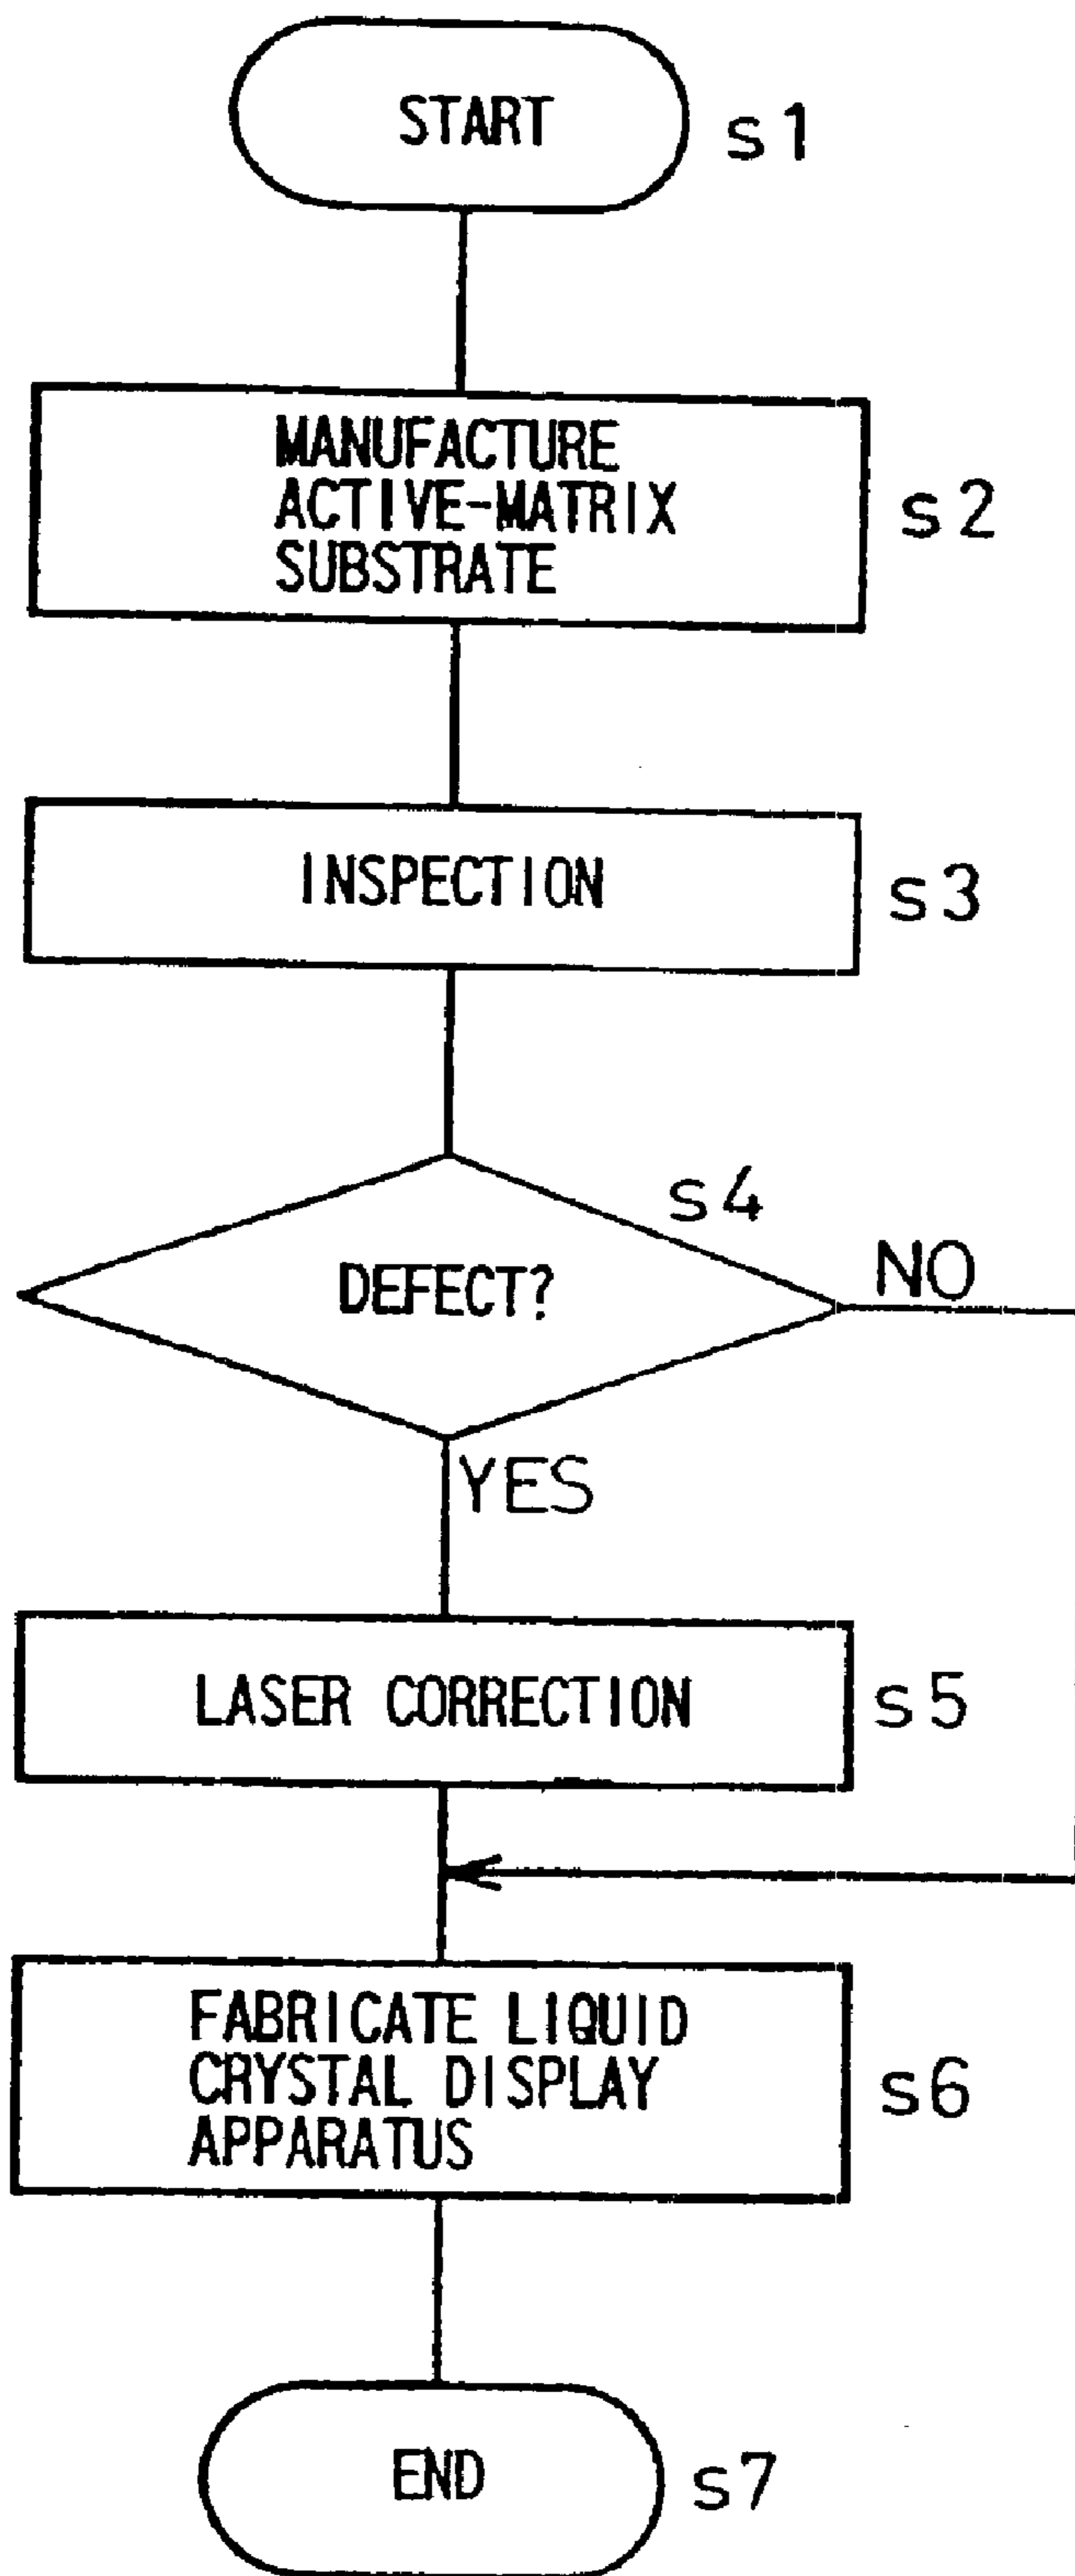 START
s1
MANUFACTURE
ACTIVE-MATRIX
SUBSTRATE
s2
INSPECTION
s3
s4
DEFECT?
NO
YES
LASER CORRECTION
s5
FABRICATE LIQUID
CRYSTAL DISPLAY
APPARATUS
s6
END
s7